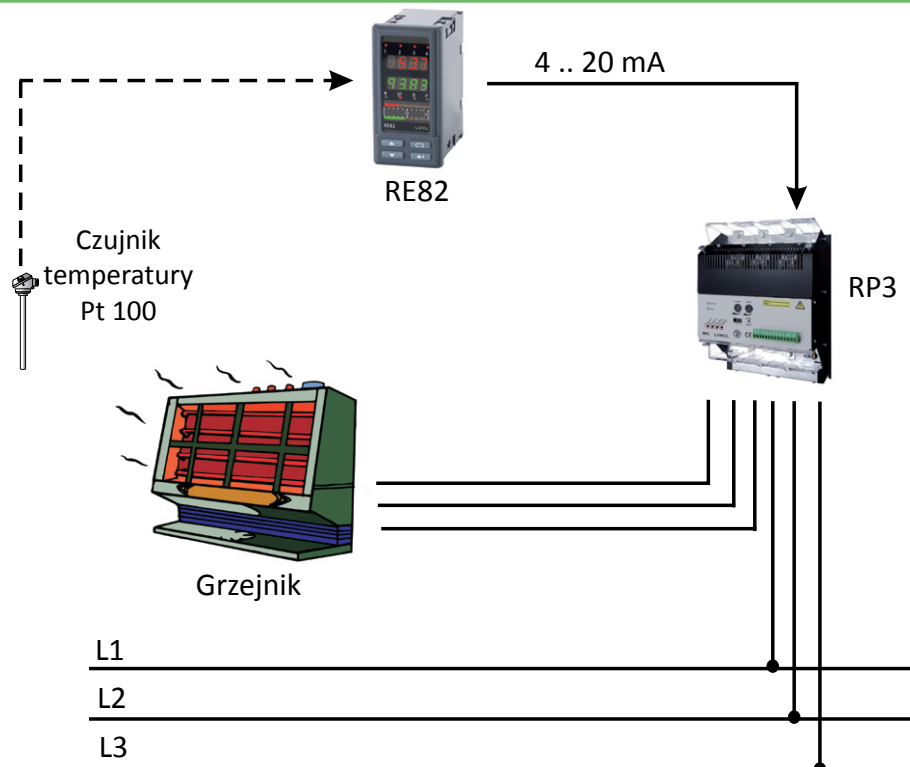 4 .. 20 mA
RE82
Czujnik
temperatury
Pt 100
RP3
Grzejnik
L1
L2
L3